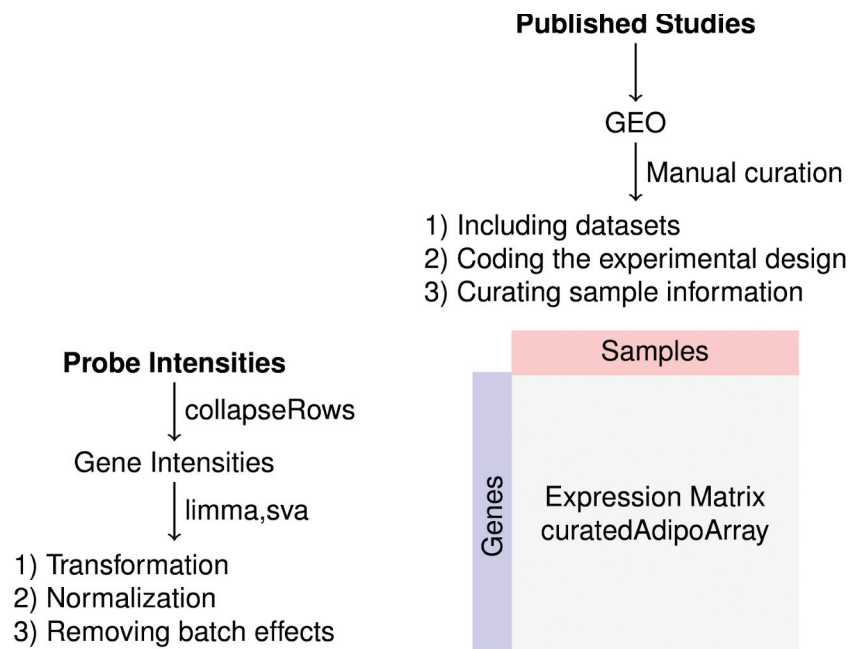 Published Studies
GEO
Manual curation
1) Including datasets
2) Coding the experimental design
3) Curating sample information
Probe Intensities
collapseRows
Gene Intensities
limma,sva
1) Transformation
2) Normalization
3) Removing batch effects
Samples
Genes
Expression Matrix
curatedAdipoArray